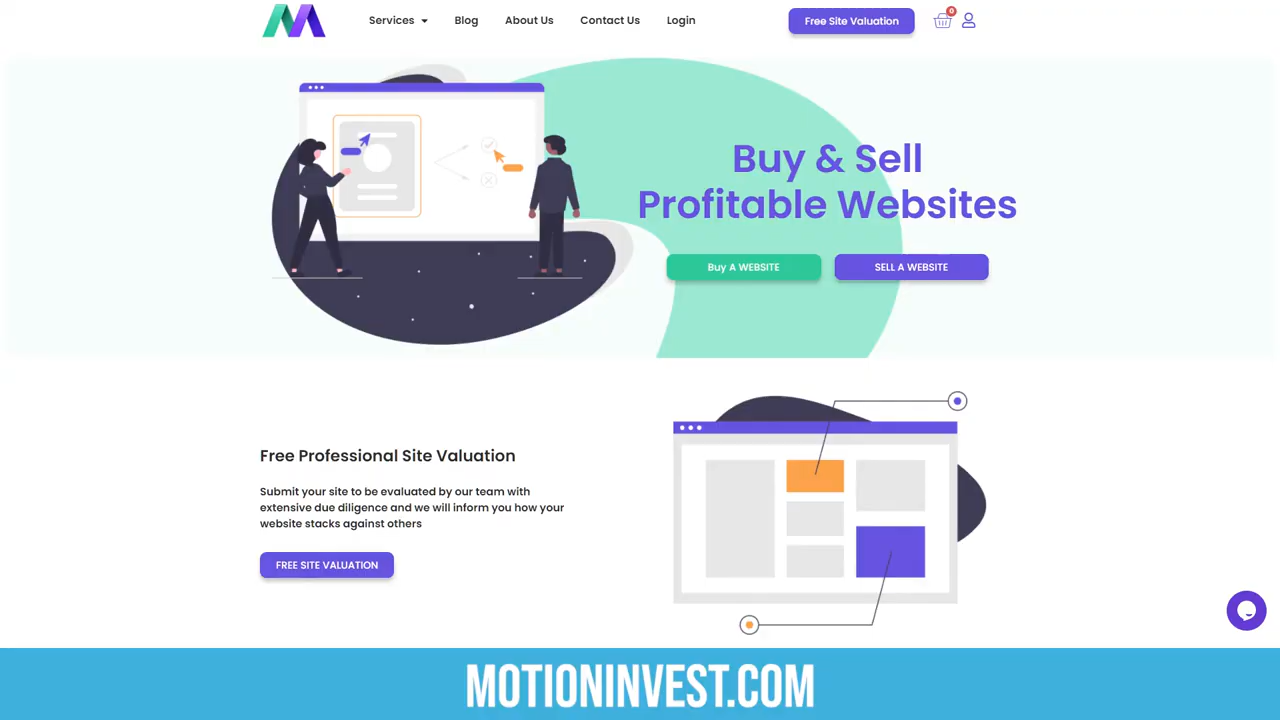 Services
Blog
About Us
Contact Us
Login
Free Site Valuation
0
Buy & Sell
Profitable Websites
Buy A WEBSITE
SELL A WEBSITE
Free Professional Site Valuation
Submit your site to be evaluated by our team with
extensive due diligence and we will inform you how your
website stacks against others
FREE SITE VALUATION
MOTIONINVEST.COM